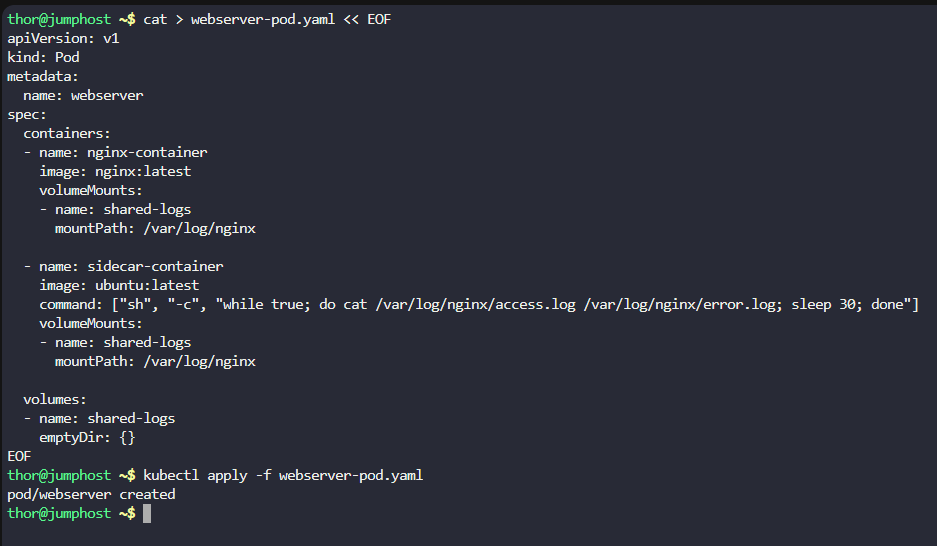 thor@jumphost ~$ cat > webserver-pod.yaml << EOF
apiVersion: v1
kind: Pod
metadata:
  name: webserver
spec:
  containers:
  - name: nginx-container
    image: nginx:latest
    volumeMounts:
    - name: shared-logs
      mountPath: /var/log/nginx

  - name: sidecar-container
    image: ubuntu:latest
    command: ["sh", "-c", "while true; do cat /var/log/nginx/access.log /var/log/nginx/error.log; sleep 30; done"]
    volumeMounts:
    - name: shared-logs
      mountPath: /var/log/nginx

  volumes:
  - name: shared-logs
    emptyDir: {}
EOF
thor@jumphost ~$ kubectl apply -f webserver-pod.yaml
pod/webserver created
thor@jumphost ~$